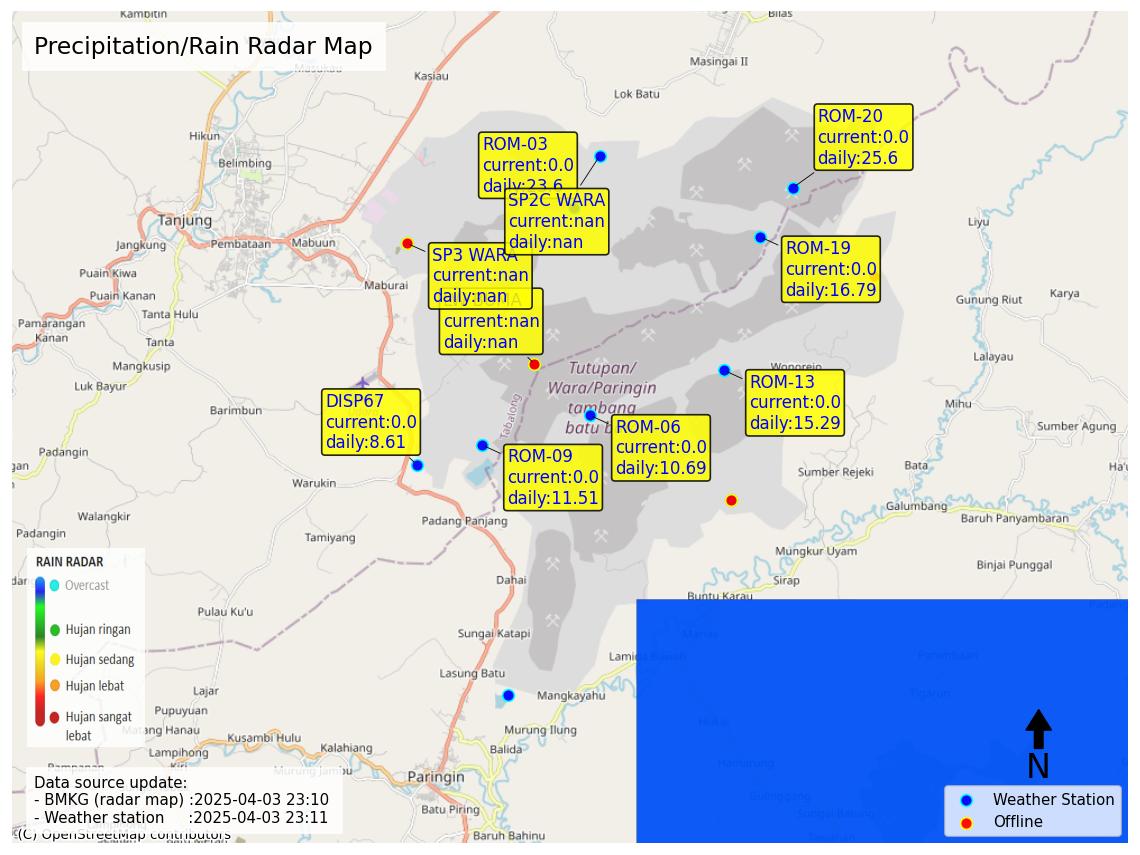 Kambitin
Bilas
Precipitation/Rain Radar Map
Masingai II
Kasiau
Lok Batu
Hikun
Belimbing
ROM-20
current:0.0
daily:25.6
ROM-03
current:0.0
daily:23.6
SP2C WARA
current:nan
daily:nan
Tanjung
Jangkung
Pembataan
Mabuun
Liyu
ROM-19
current:0.0
daily:16.79
SP3 WARA
current:nan
daily:nan
current:nan
daily:nan
Puain Kiwa
Maburai
Puain Kanan
Tanta Hulu
Gunung Riut
Karya
Pamarangan
Kanan
Tanta
Mangkusip
Luk Bayur
Barimbun
Lalayau
Wonorejo
Tutupan/
Wara/Paringin
tambang
batu b
Tabalong
ROM-13
current:0.0
daily:15.29
DISP67
current:0.0
daily:8.61
ROM-06
current:0.0
daily:10.69
ROM-09
current:0.0
daily:11.51
Mihu
Sumber Agung
Bata
Sumber Rejeki
Warukin
Walangkir
Padang Panjang
Padangin
Tamiyang
Galumbang
Baruh Panyambaran
Mungkur Uyam
Binjai Punggal
Dahai
Sirap
Buntu Karau
RAIN RADAR
Overcast
Hujan ringan
Hujan sedang
Hujan lebat
Hujan sangat
lebat
Pulau Ku'u
Sungai Katapi
Lasung Batu
Lajar
Mangkayahu
Pupuyuan
Matang Hanau
Murung Ilung
Kusambi Hulu
Lampihong
Kalahiang
Balida
Murung Jambu
Paringin
Batu Piring
Baruh Bahinu
Hamarung
Tigarun
N
Data source update:
- BMKG (radar map) :2025-04-03 23:10
- Weather station :2025-04-03 23:11
(C) OpenStreetMap contributors
Weather Station
Offline